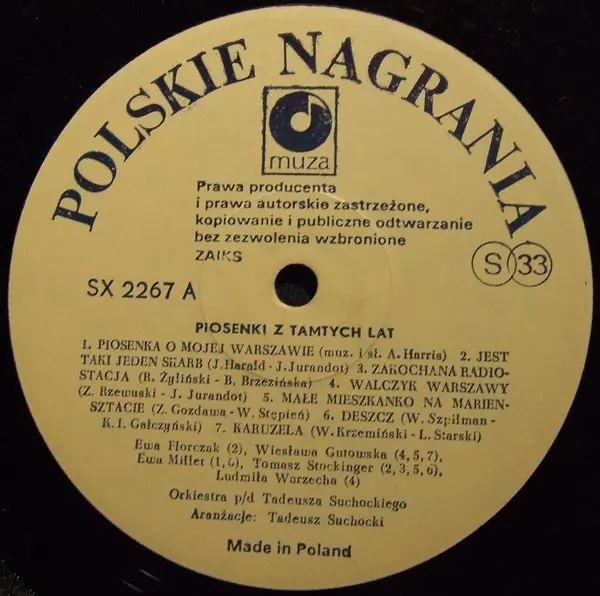 POLSKIE NAGRANIA
muza
Prawa producenta
i prawa autorskie zastrzeżone,
kopiowanie i publiczne odtwarzanie
bez zezwolenia wzbronione
ZAIKS
S 33
SX 2267 A
PIOSENKI Z TAMTYCH LAT
1. PIOSENKA O MOJEJ WARSZAWIE (muz. i sł. A. Harris) 2. JEST
TAKI JEDEN SKARB (J. Harald - J. Jurandot) 3. ZAKOCHANA RADIO-
STACJA (R. Żyliński - B. Brzezińska) 4. WALCZYK WARSZAWY
(Z. Rzewuski - J. Jurandot) 5. MAŁE MIESZKANKO NA MARIEN-
SZTACIE (Z. Gozdawa - W. Stępień) 6. DESZCZ (W. Szpilman -
K. I. Gałczyński) 7. KARUZELA (W. Krzemiński - L. Starski)
Ewa Florczak (2), Wiesława Gutowska (4, 5, 7),
Ewa Millet (1, 6), Tomasz Stockinger (2, 3, 5, 6),
Ludmiła Warzecha (4)
Orkiestra p/d Tadeusza Suchockiego
Aranżacje: Tadeusz Suchocki
Made in Poland